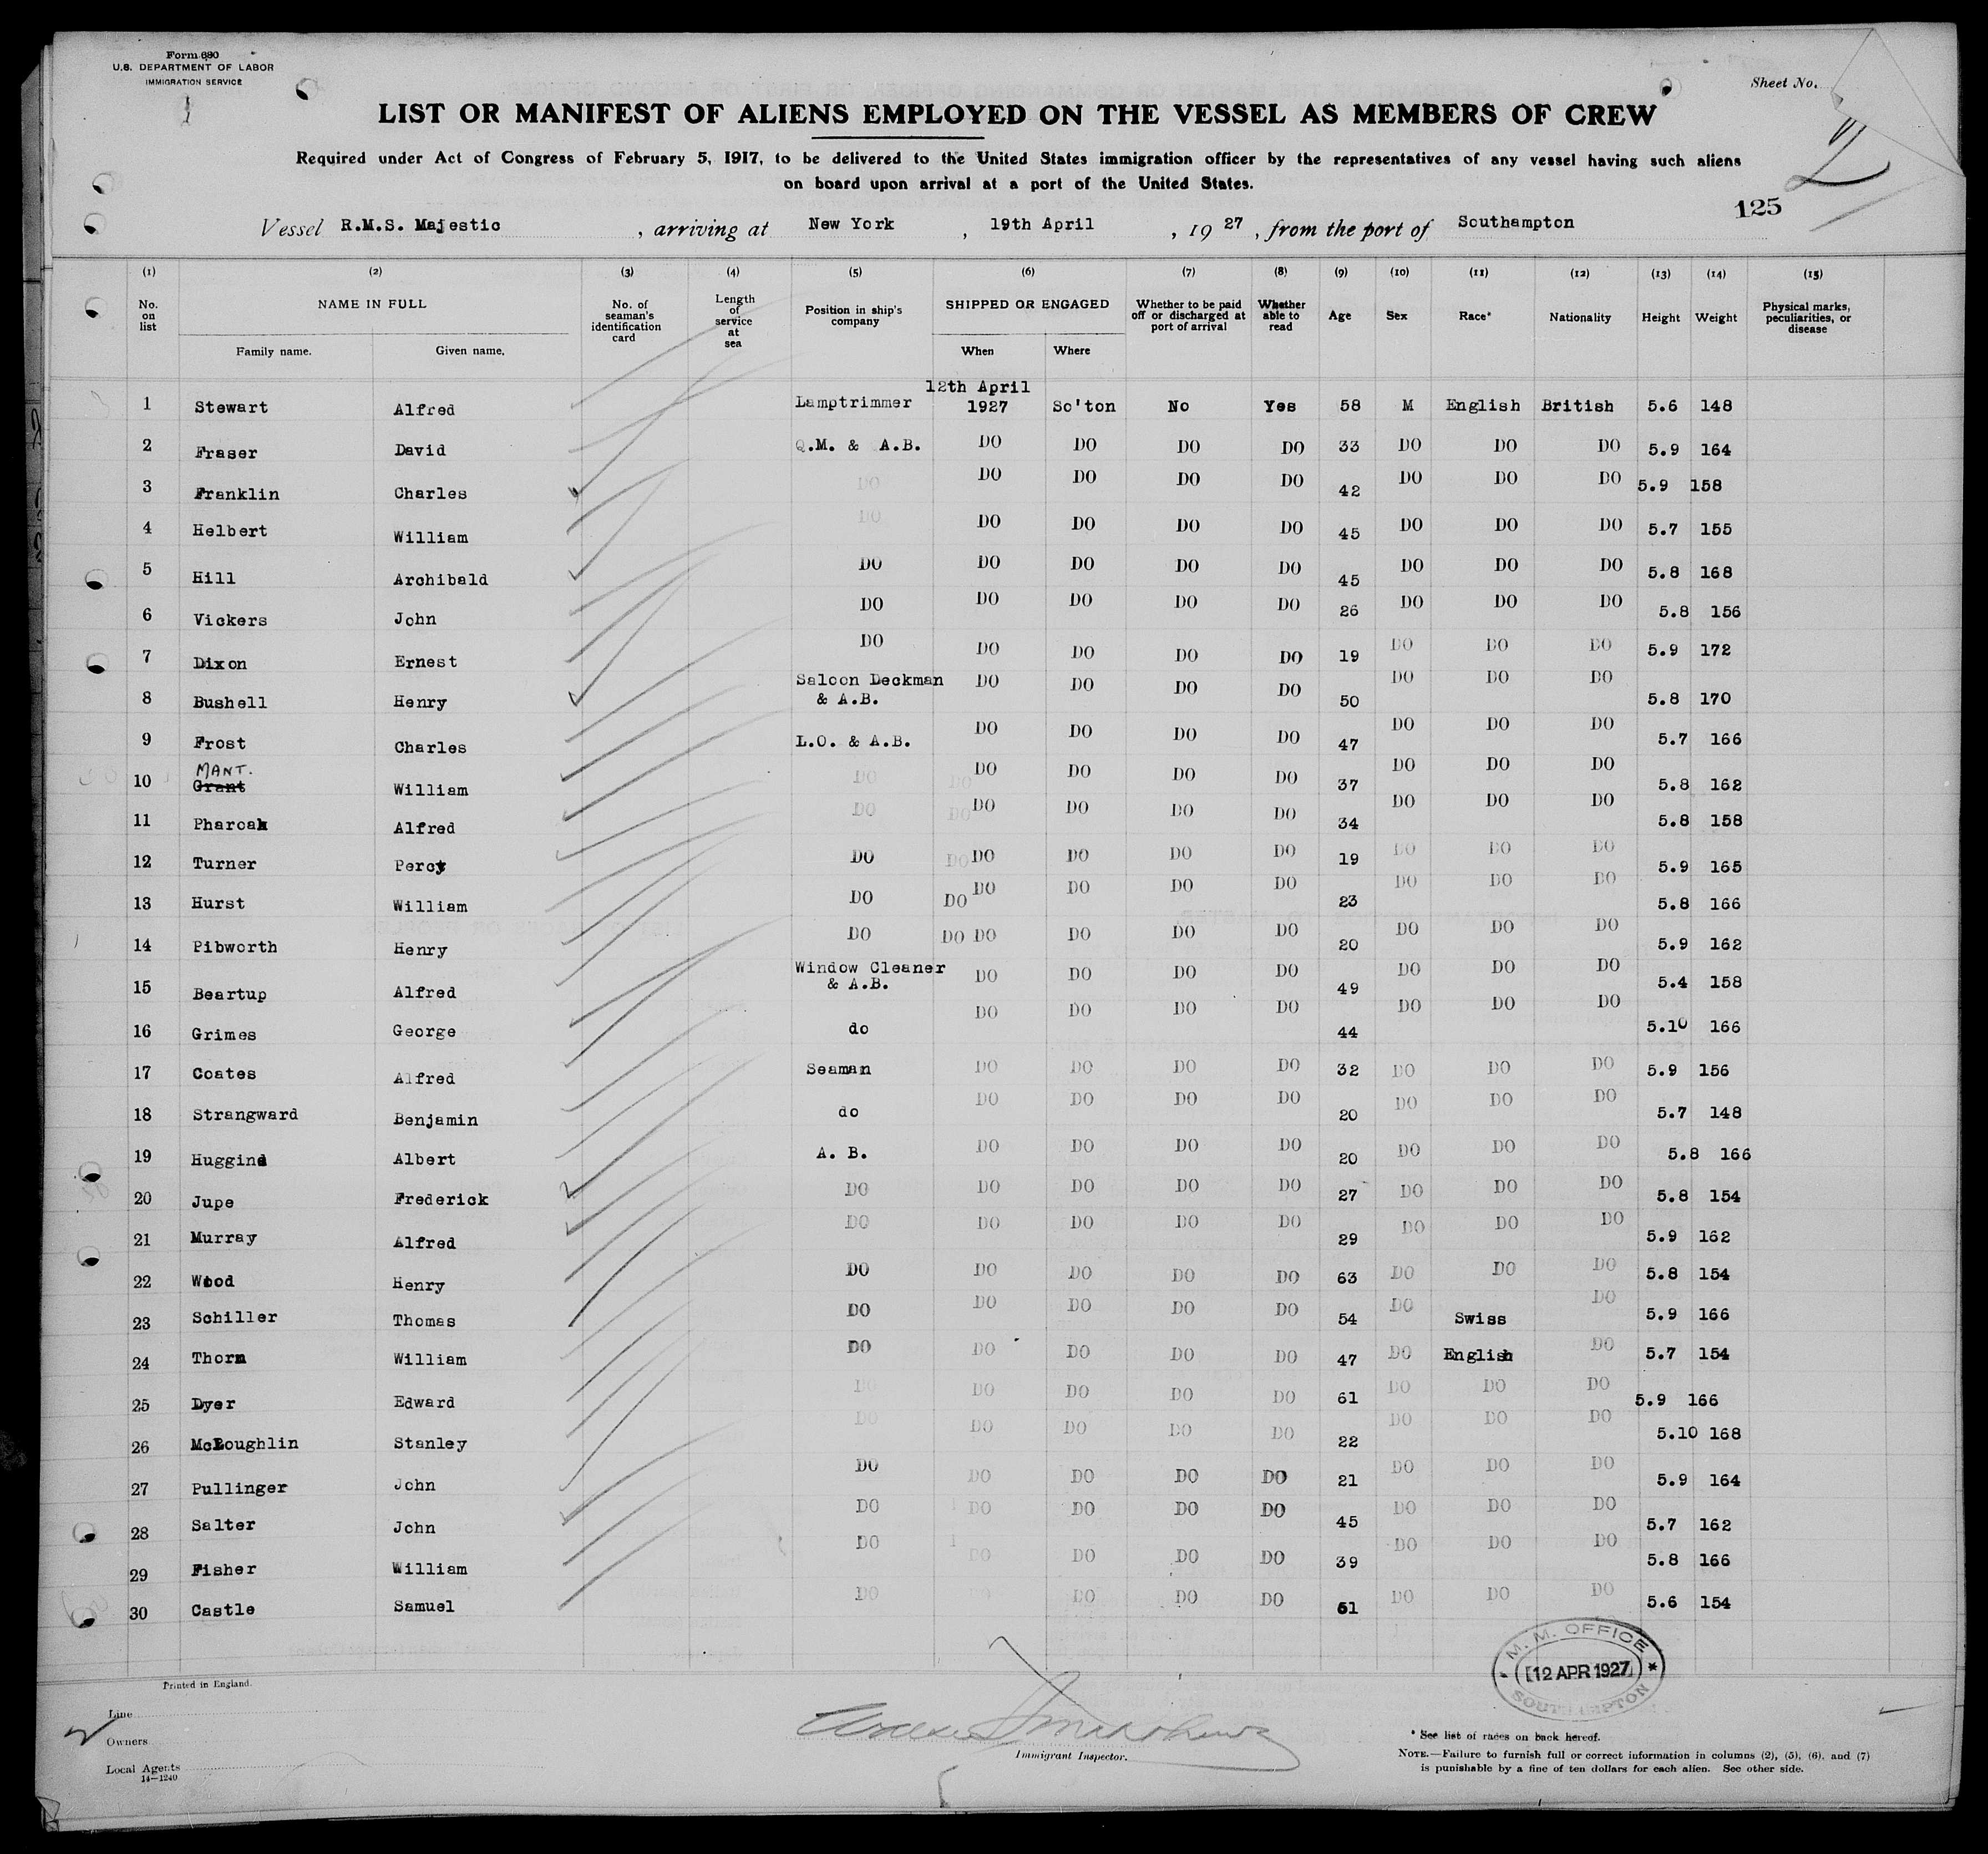 Form 680
U.S. DEPARTMENT OF LABOR
IMMIGRATION SERVICE
Sheet No.
LIST OR MANIFEST OF ALIENS EMPLOYED ON THE VESSEL AS MEMBERS OF CREW
Required under Act of Congress of February 5, 1917, to be delivered to the United States immigration officer by the representatives of any vessel having such aliens
on board upon arrival at a port of the United States.
125
Vessel R.M.S. Majestic , arriving at New York , 19th April , 19 27 , from the port of Southampton
(1) (2) (3) (4) (5) (6) (7) (8) (9) (10) (11) (12) (13) (14) (15)
No. on list NAME IN FULL Family name. Given name. No. of seaman's identification card Length of service at sea Position in ship's company SHIPPED OR ENGAGED When Where Whether to be paid off or discharged at port of arrival Whether able to read Age Sex Race* Nationality Height Weight Physical marks, peculiarities, or disease
1 Stewart Alfred Lamptrimmer 12th April 1927 So'ton No Yes 58 M English British 5.6 148
2 Fraser David Q.M. & A.B. DO DO DO DO 33 DO DO DO 5.9 164
3 Franklin Charles DO DO DO DO DO 42 DO DO DO 5.9 158
4 Helbert William DO DO DO DO DO 45 DO DO DO 5.7 155
5 Hill Archibald DO DO DO DO DO 45 DO DO DO 5.8 168
6 Vickers John DO DO DO DO DO 26 DO DO DO 5.8 156
7 Dixon Ernest DO DO DO DO DO 19 DO DO DO 5.9 172
8 Bushell Henry Saloon Deckman & A.B. DO DO DO DO 50 DO DO DO 5.8 170
9 Frost Charles L.O. & A.B. DO DO DO DO 47 DO DO DO 5.7 166
10 MANT. Grant William DO DO DO DO DO DO 37 DO DO DO 5.8 162
11 Pharoah Alfred DO DO DO DO DO DO 34 DO DO DO 5.8 158
12 Turner Percy DO DO DO DO DO DO 19 DO DO DO 5.9 165
13 Hurst William DO DO DO DO DO DO 23 DO DO DO 5.8 166
14 Pibworth Henry DO DO DO DO DO DO 20 DO DO DO 5.9 162
15 Beartup Alfred Window Cleaner & A.B. DO DO DO DO 49 DO DO DO 5.4 158
16 Grimes George do DO DO DO DO 44 DO DO DO 5.10 166
17 Coates Alfred Seaman DO DO DO DO 32 DO DO DO 5.9 156
18 Strangward Benjamin do DO DO DO DO 20 DO DO DO 5.7 148
19 Huggind Albert A. B. DO DO DO DO 20 DO DO DO 5.8 166
20 Jupe Frederick DO DO DO DO DO 27 DO DO DO 5.8 154
21 Murray Alfred DO DO DO DO DO 29 DO DO DO 5.9 162
22 Wood Henry DO DO DO DO DO 63 DO DO DO 5.8 154
23 Schiller Thomas DO DO DO DO DO 54 DO Swiss DO 5.9 166
24 Thorn William DO DO DO DO DO 47 DO English DO 5.7 154
25 Dyer Edward DO DO DO DO DO 61 DO DO DO 5.9 166
26 McLoughlin Stanley DO DO DO DO DO 22 DO DO DO 5.10 168
27 Pullinger John DO DO DO DO DO 21 DO DO DO 5.9 164
28 Salter John DO DO DO DO DO 45 DO DO DO 5.7 162
29 Fisher William DO DO DO DO DO 39 DO DO DO 5.8 166
30 Castle Samuel DO DO DO DO 51 DO DO DO 5.6 154
M. M. OFFICE
12 APR 1927
SOUTHAMPTON
Printed in England.
Line
Owners
Local Agents
14—1240
Immigrant Inspector.
* See list of races on back hereof.
NOTE.—Failure to furnish full or correct information in columns (2), (5), (6), and (7)
is punishable by a fine of ten dollars for each alien. See other side.